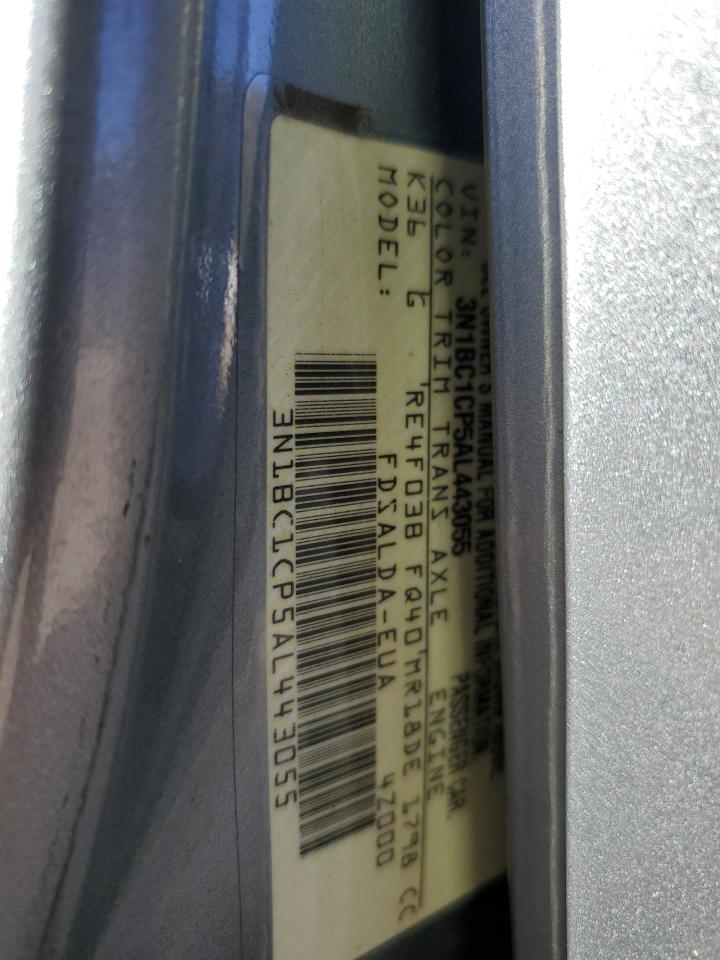 OWNER'S MANUAL FOR ADDITIONAL INFORMATION
VIN: 3N1BC1CP5AL443055 PASSENGER CAR.
COLOR TRIM TRANS AXLE ENGINE
K36 G RE4F03B FQ40 MR18DE 1798 CC
MODEL: FDSALDA-EUA 4Z000
3N1BC1CP5AL443055